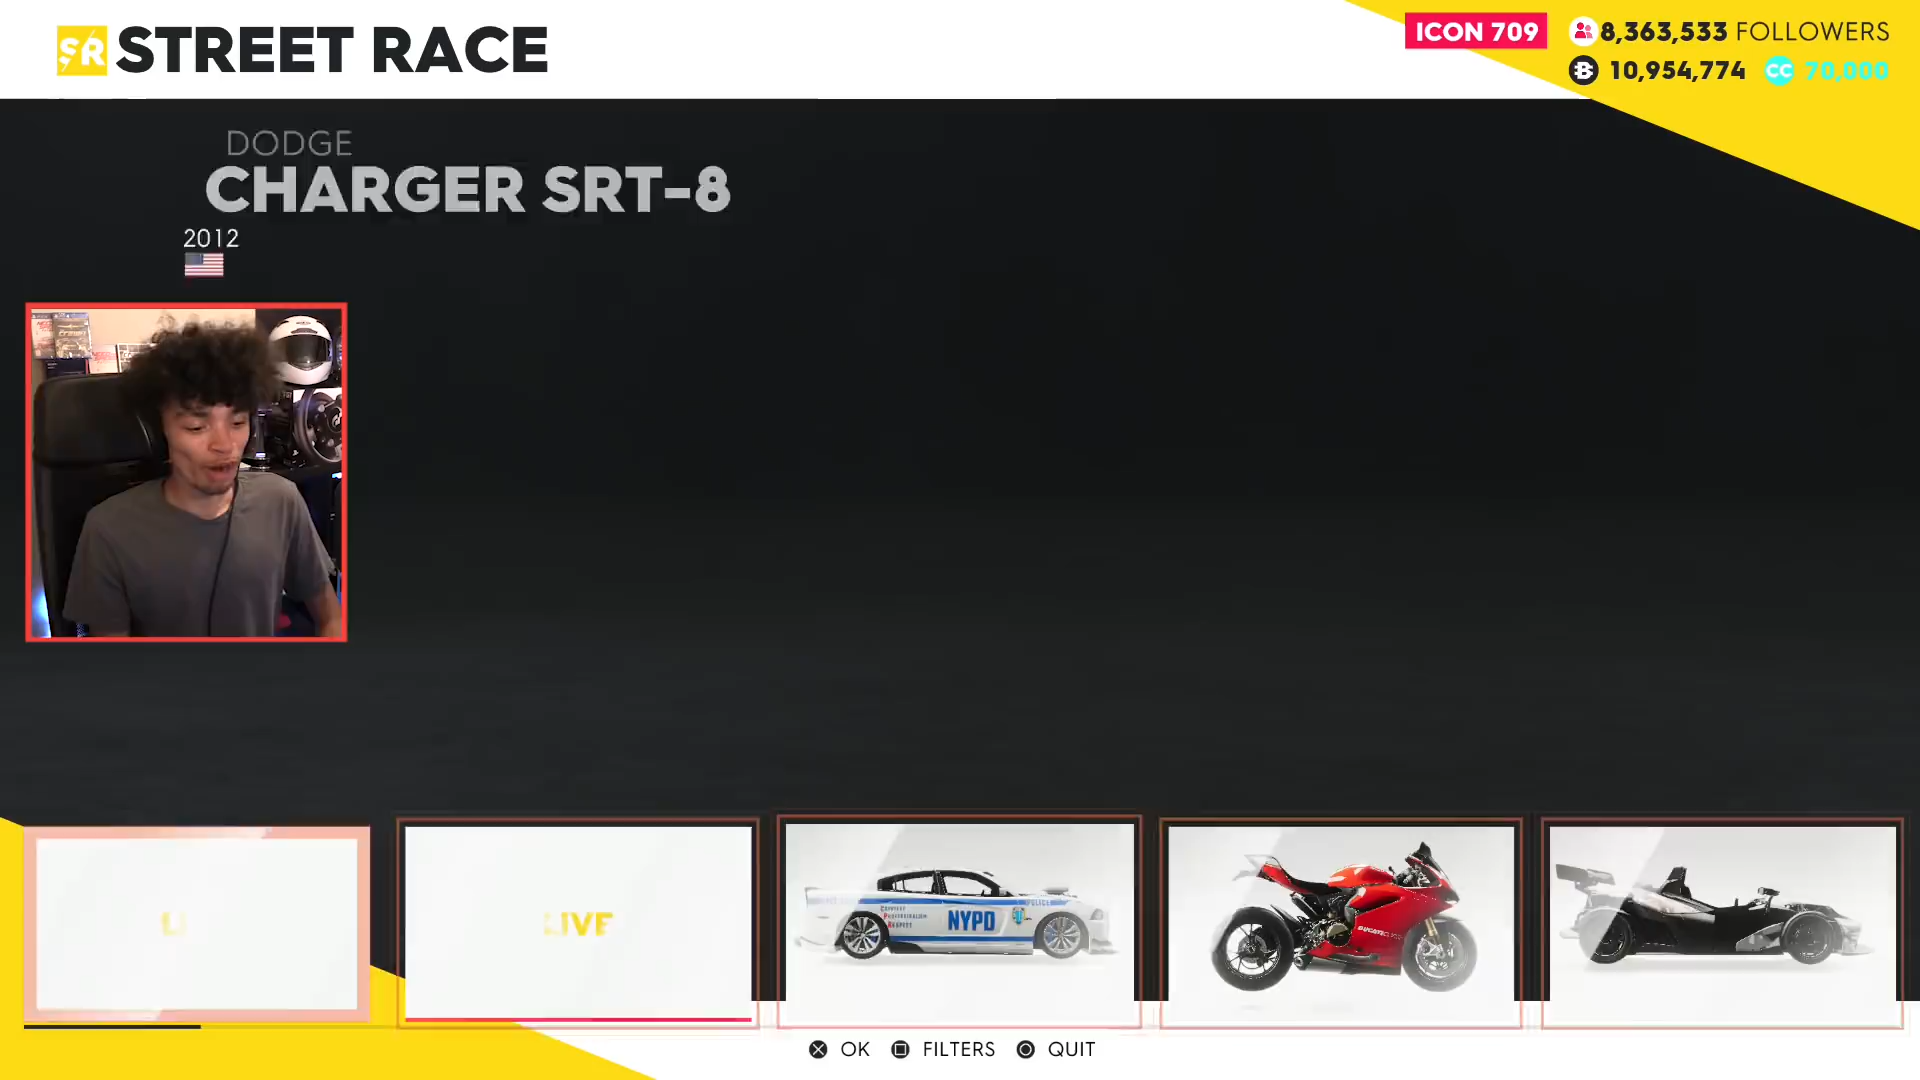 SR STREET RACE
ICON 709
8,363,533 FOLLOWERS
10,954,774 CC 70,000
DODGE
CHARGER SRT-8
2012
LIVE
NYPD
POLICE
OK FILTERS QUIT